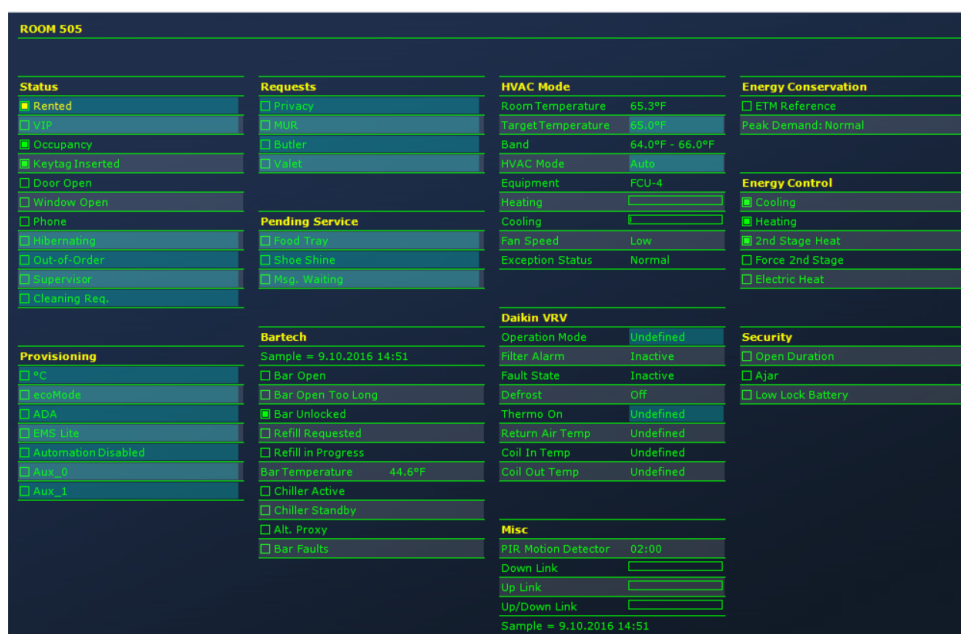 ROOM 505
Status
Rented
VIP
Occupancy
Keytag Inserted
Door Open
Window Open
Phone
Hibernating
Out-of-Order
Supervisor
Cleaning Req.
Provisioning
°C
ecoMode
ADA
EMS Lite
Automation Disabled
Aux_0
Aux_1
Requests
Privacy
MUR
Butler
Valet
Pending Service
Food Tray
Shoe Shine
Msg. Waiting
Bartech
Sample = 9.10.2016 14:51
Bar Open
Bar Open Too Long
Bar Unlocked
Refill Requested
Refill in Progress
Bar Temperature 44.6°F
Chiller Active
Chiller Standby
Alt. Proxy
Bar Faults
HVAC Mode
Room Temperature 65.3°F
Target Temperature 65.0°F
Band 64.0°F - 66.0°F
HVAC Mode Auto
Equipment FCU-4
Heating
Cooling
Fan Speed Low
Exception Status Normal
Daikin VRV
Operation Mode Undefined
Filter Alarm Inactive
Fault State Inactive
Defrost Off
Thermo On Undefined
Return Air Temp Undefined
Coil In Temp Undefined
Coil Out Temp Undefined
Misc
PIR Motion Detector 02:00
Down Link
Up Link
Up/Down Link
Sample = 9.10.2016 14:51
Energy Conservation
ETM Reference
Peak Demand: Normal
Energy Control
Cooling
Heating
2nd Stage Heat
Force 2nd Stage
Electric Heat
Security
Open Duration
Ajar
Low Lock Battery